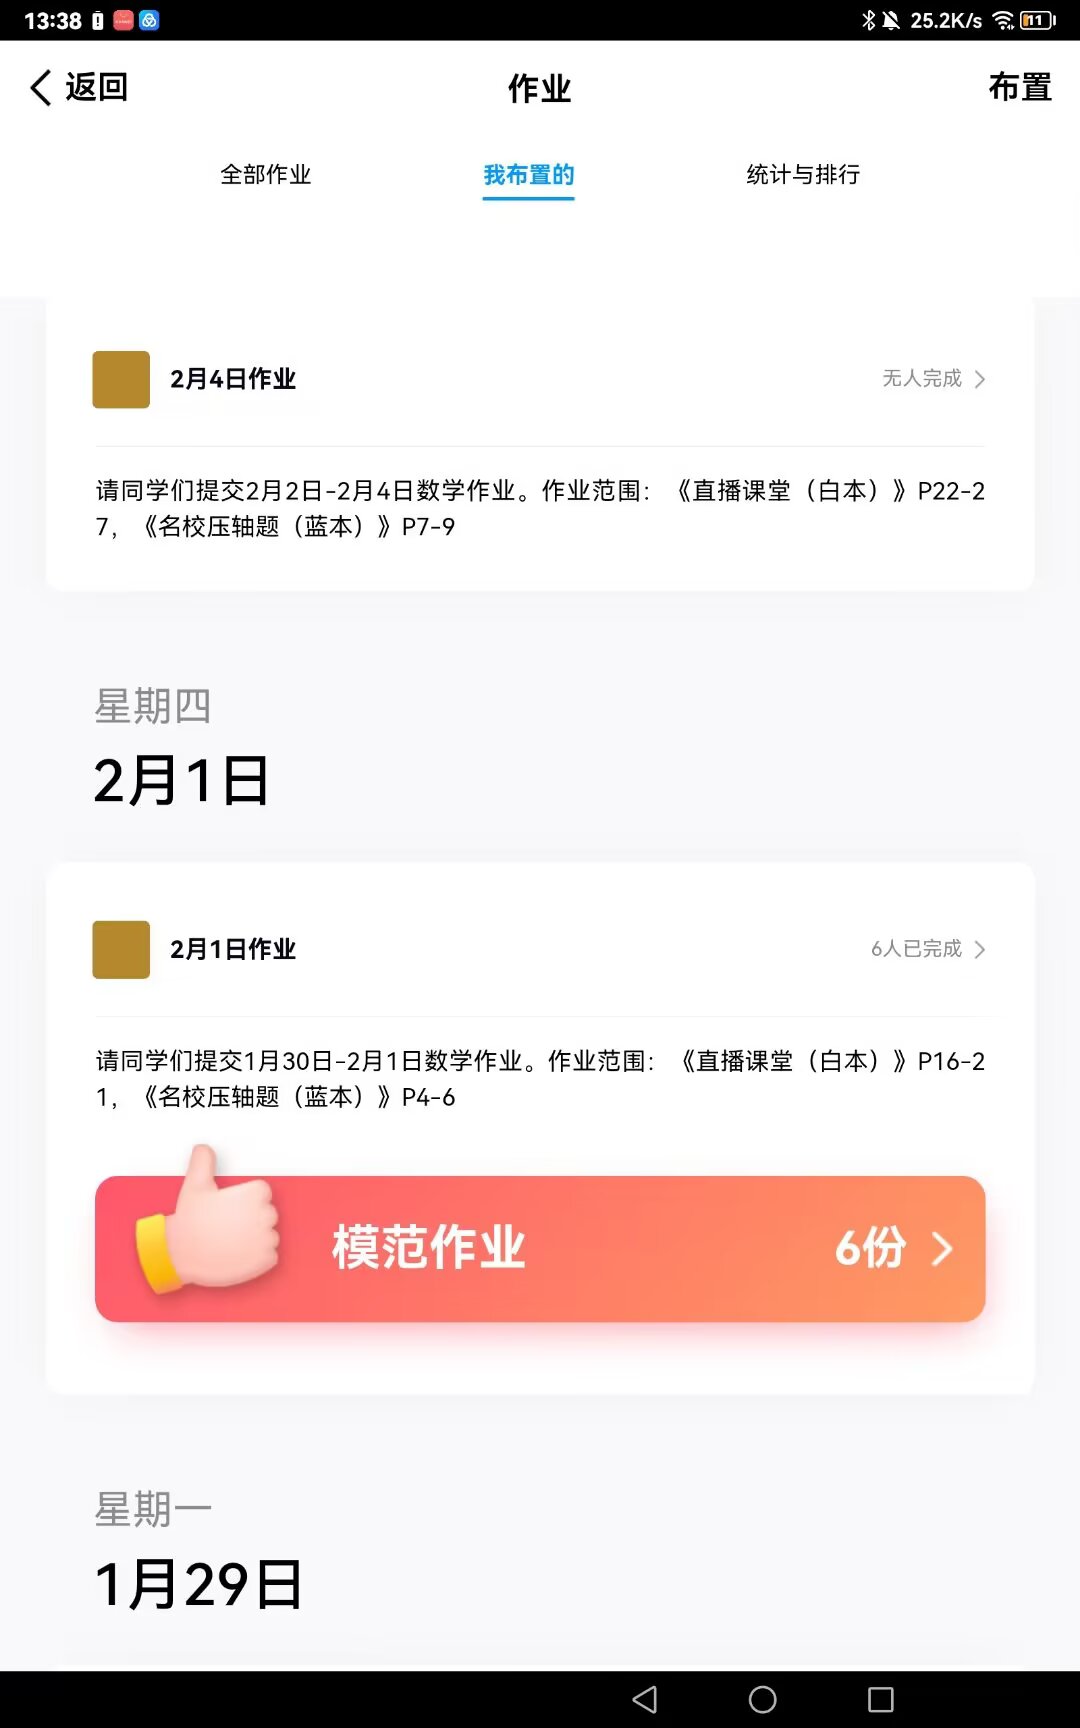 13:38
25.2K/s
11
返回
作业
布置
全部作业
我布置的
统计与排行
2月4日作业
无人完成
请同学们提交2月2日-2月4日数学作业。作业范围：《直播课堂（白本）》P22-2
7，《名校压轴题（蓝本）》P7-9
星期四
2月1日
2月1日作业
6人已完成
请同学们提交1月30日-2月1日数学作业。作业范围：《直播课堂（白本）》P16-2
1，《名校压轴题（蓝本）》P4-6
模范作业
6份
星期一
1月29日